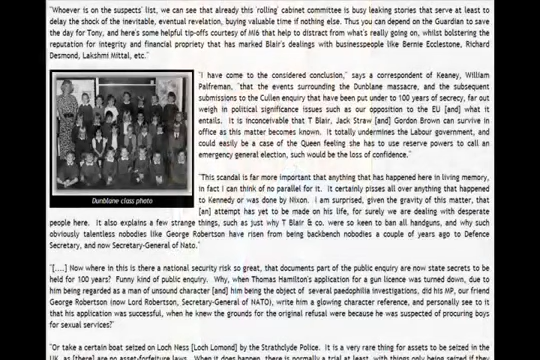 "Whoever is on the suspects' list, we can see that already this 'rolling' cabinet committee is busy leaking stories that serve at least to
delay the shock of the inevitable, eventual revelation, buying valuable time if nothing else. Thus you can depend on the Guardian to save
the day for Tony, and here's some helpful tip-offs courtesy of MI6 that help to distract from what's really going on, whilst bolstering
the reputation for integrity and financial propriety that has marked Blair's dealings with businesspeople like Bernie Ecclestone, Richard
Desmond, Lakshmi Mittal, etc."
"I have come to the considered conclusion," says a correspondent of Keaney, William
Palfreman, "that the events surrounding the Dunblane massacre, and the subsequent
submissions to the Cullen enquiry that have been put under to 100 years of secrecy, far out
weigh in political significance issues such as our opposition to the EU [and] what it
entails. It is inconceivable that T Blair, Jack Straw [and] Gordon Brown can survive in
office as this matter becomes known. It totally undermines the Labour government, and
could easily be a case of the Queen feeling she has to use reserve powers to call an
emergency general election, such would be the loss of confidence."
Dunblane class photo
"This scandal is far more important that anything that has happened here in living memory,
in fact I can think of no parallel for it. It certainly pisses all over anything that happened
to Kennedy or was done by Nixon. I am surprised, given the gravity of this matter, that
[an] attempt has yet to be made on his life, for surely we are dealing with desperate
people here. It also explains a few strange things, such as just why T Blair & co. were so keen to ban all handguns, and why such
obviously talentless nobodies like George Robertson have risen from being backbench nobodies a couple of years ago to Defence
Secretary, and now Secretary-General of Nato."
"[....] Now where in this is there a national security risk so great, that documents part of the public enquiry are now state secrets to be
held for 100 years? Funny kind of public enquiry. Why, when Thomas Hamilton's application for a gun licence was turned down, due to
him being regarded as a man of unsound character [and] him being the object of several paedophilia investigations, did his MP, our friend
George Robertson (now Lord Robertson, Secretary-General of NATO), write him a glowing character reference, and personally see to it
that his application was successful, when he knew the grounds for the original refusal were because he was suspected of procuring boys
for sexual services?"
"Or take a certain boat seized on Loch Ness [Loch Lomond] by the Strathclyde Police. It is a very rare thing for assets to be seized in the
UK, as [there] are no asset-forfeiture laws. When it does happen, there is normally a trial at least, with things only being seized if they